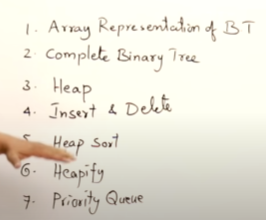 1. Array Representation of BT
2. Complete Binary Tree
3. Heap
4. Insert & Delete
5. Heap Sort
6. Heapify
7. Priority Queue